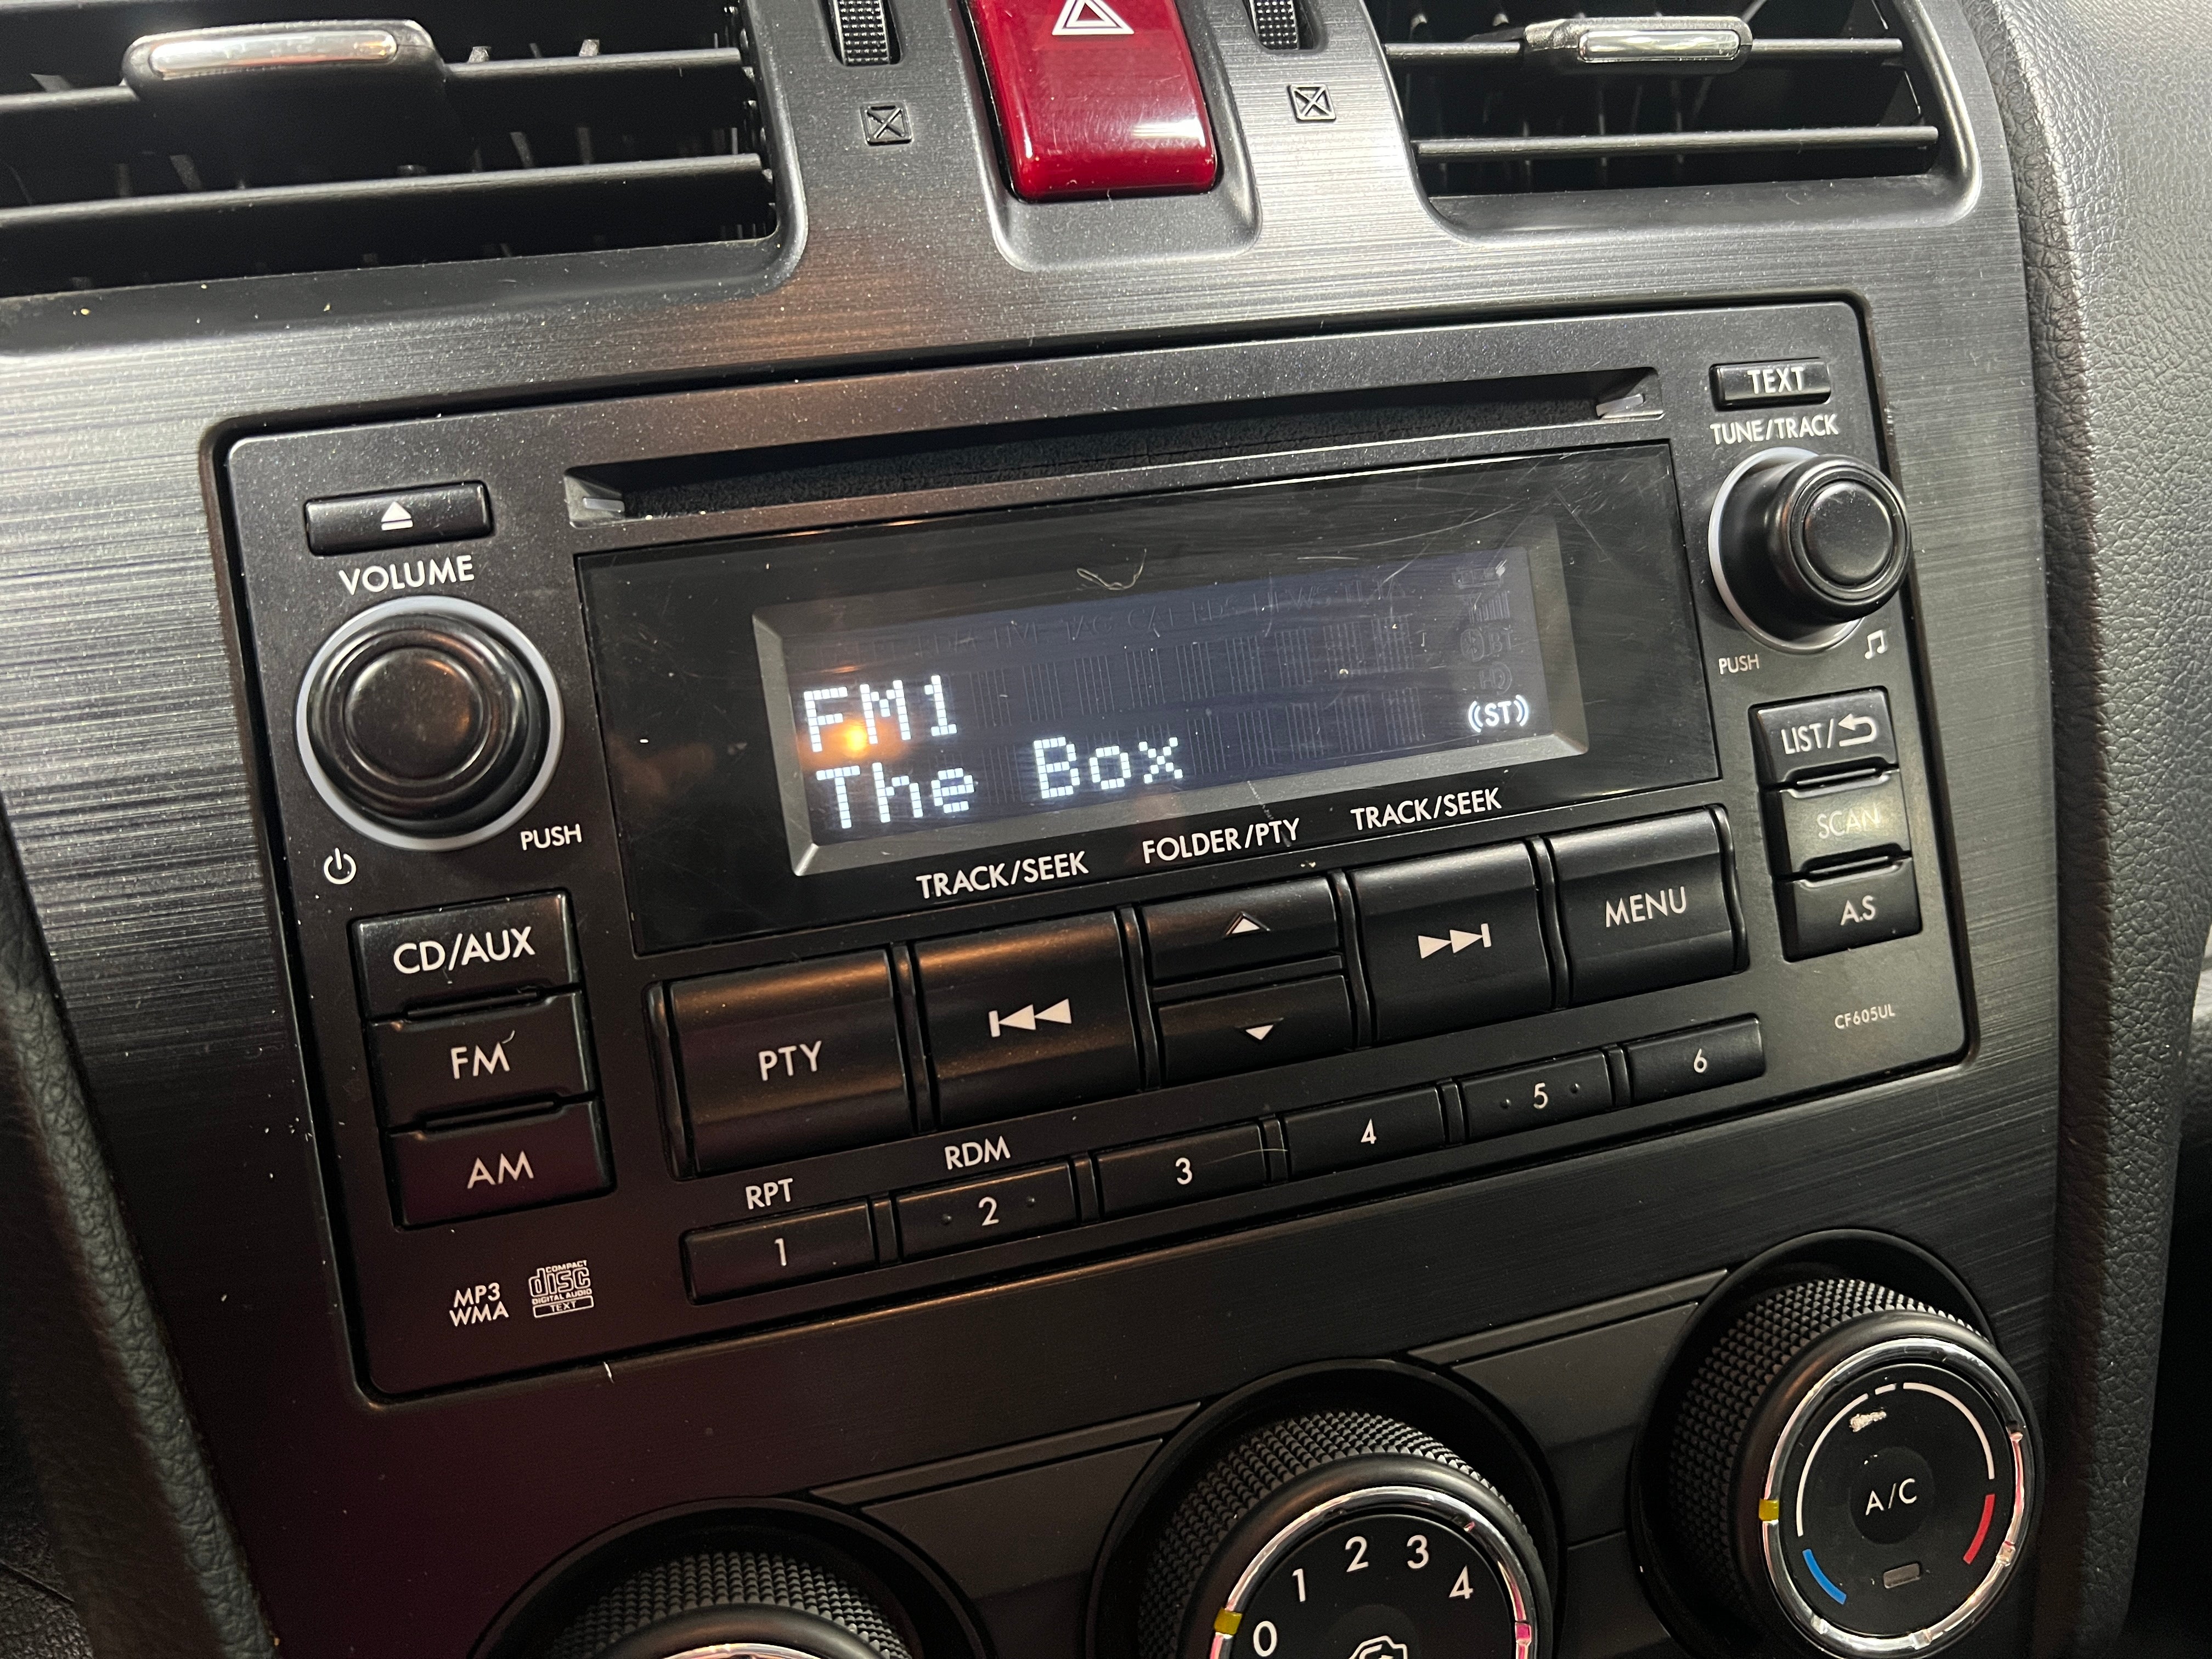 TEXT
TUNE/TRACK
VOLUME
FM1
(ST)
The Box
PUSH
PUSH
LIST/
SCAN
A.S
TRACK/SEEK
FOLDER/PTY
TRACK/SEEK
CD/AUX
FM
AM
PTY
MENU
CF605UL
RPT
RDM
1
2
3
4
5
6
MP3
WMA
COMPACT
disc
DIGITAL AUDIO
TEXT
0
1
2
3
4
A/C